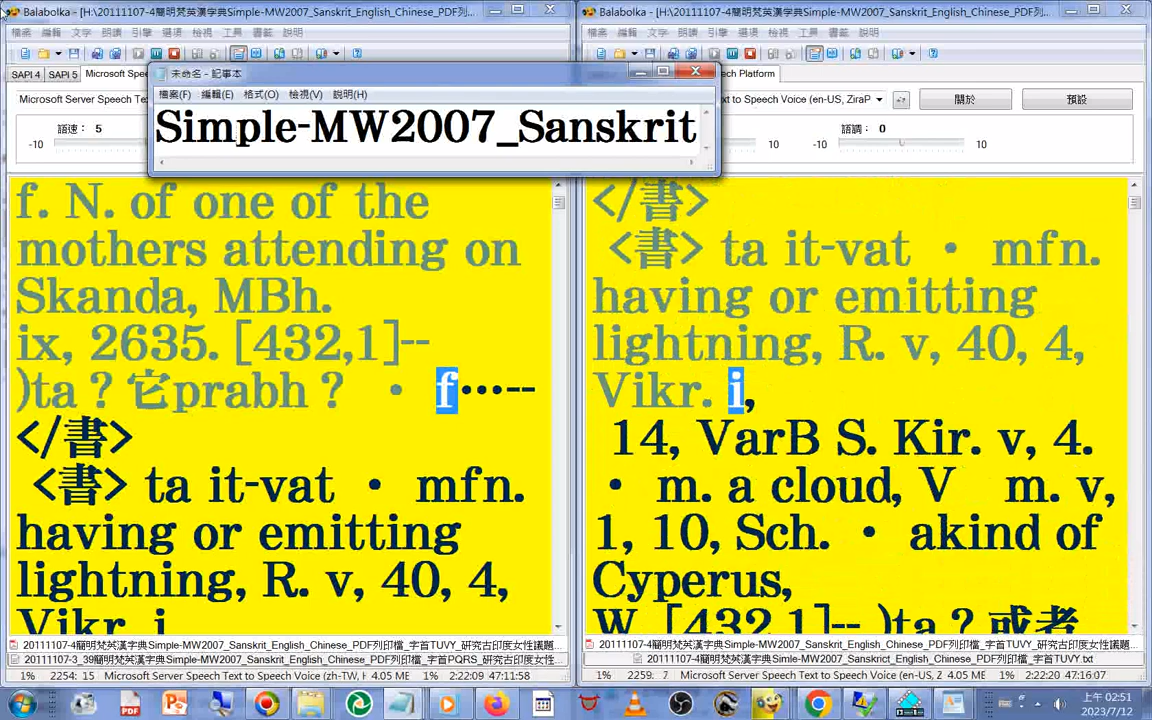 Balabolka - [H:\20111107-4簡明梵英漢字典Simple-MW2007_Sanskrit_English_Chinese_PDF列...
檔案 編輯 文字 朗讀 引擎 選項 檢視 工具 書籤 說明
SAPI 4 SAPI 5 Microsoft Spee
Microsoft Server Speech Text
語速： 5
-10
未命名 - 記事本
檔案(F) 編輯(E) 格式(O) 檢視(V) 說明(H)
Simple-MW2007_Sanskrit
f. N. of one of the
mothers attending on
Skanda, MBh.
ix, 2635. [432,1]--
)ta ? 它prabh ? • f…--
</書>
<書> ta it-vat • mfn.
having or emitting
lightning, R. v, 40, 4,
Vikr. i
20111107-4簡明梵英漢字典Simple-MW2007_Sanskrit_English_Chinese_PDF列印檔_字首TUVY_研究古印度女性議題
20111107-3_39簡明梵英漢字典Simple-MW2007_Sanskrit_English_Chinese_PDF列印檔_字首PQRS_研究古印度女性
1% 2254: 15 Microsoft Server Speech Text to Speech Voice (zh-TW, H 4.05 ME 1% 2:22:09 47:11:58
Balabolka - [H:\20111107-4簡明梵英漢字典Simple-MW2007_Sanskrit_English_Chinese_PDF列...
檔案 編輯 文字 朗讀 引擎 選項 檢視 工具 書籤 說明
ech Platform
xt to Speech Voice (en-US, ZiraP 關於 預設
10 語調： 0
-10 10
</書>
<書> ta it-vat • mfn.
having or emitting
lightning, R. v, 40, 4,
Vikr. i,
14, VarB S. Kir. v, 4.
• m. a cloud, V m. v,
1, 10, Sch. • akind of
Cyperus,
W. [432,1]-- )ta ? 或者
20111107-4簡明梵英漢字典Simple-MW2007_Sanskrit_English_Chinese_PDF列印檔_字首TUVY_研究古印度女性議題
20111107-4簡明梵英漢字典Simle-MW2007_Sanskrit_English_Chinese_PDF列印檔_字首TUVY.txt
1% 2259: 7 Microsoft Server Speech Text to Speech Voice (en-US, Z 4.05 ME 1% 2:22:20 47:16:07
上午 02:51
2023/7/12